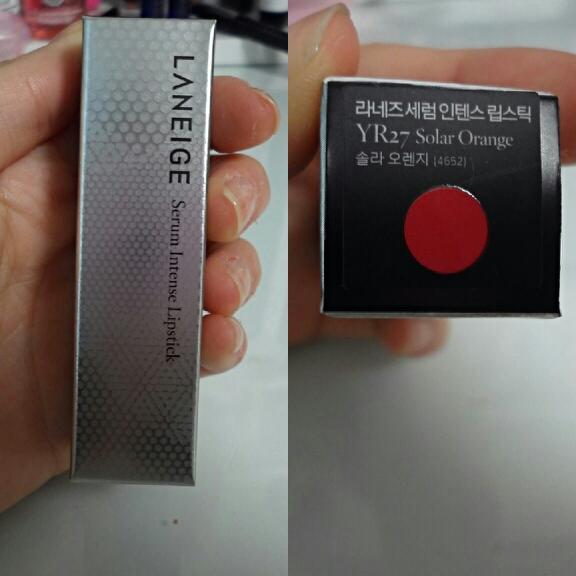 LANEIGE Serum Intense Lipstick
라네즈 세럼 인텐스 립스틱
YR27 Solar Orange
솔라 오렌지 (4652)